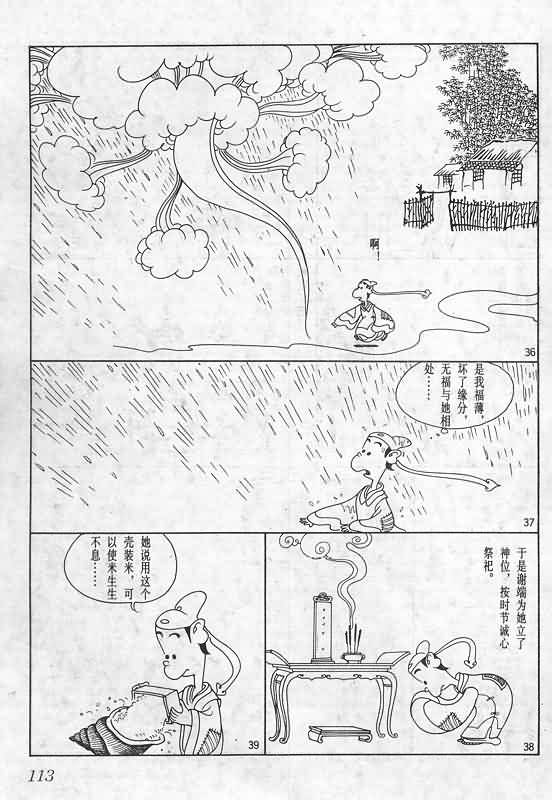 啊！
36
是我福薄，
坏了缘分，
无福与她相
处……
37
于是谢端为她立了
神位，按时节诚心
祭祀。
38
她说用这个
壳装米，可
以使米生生
不息……
39
113